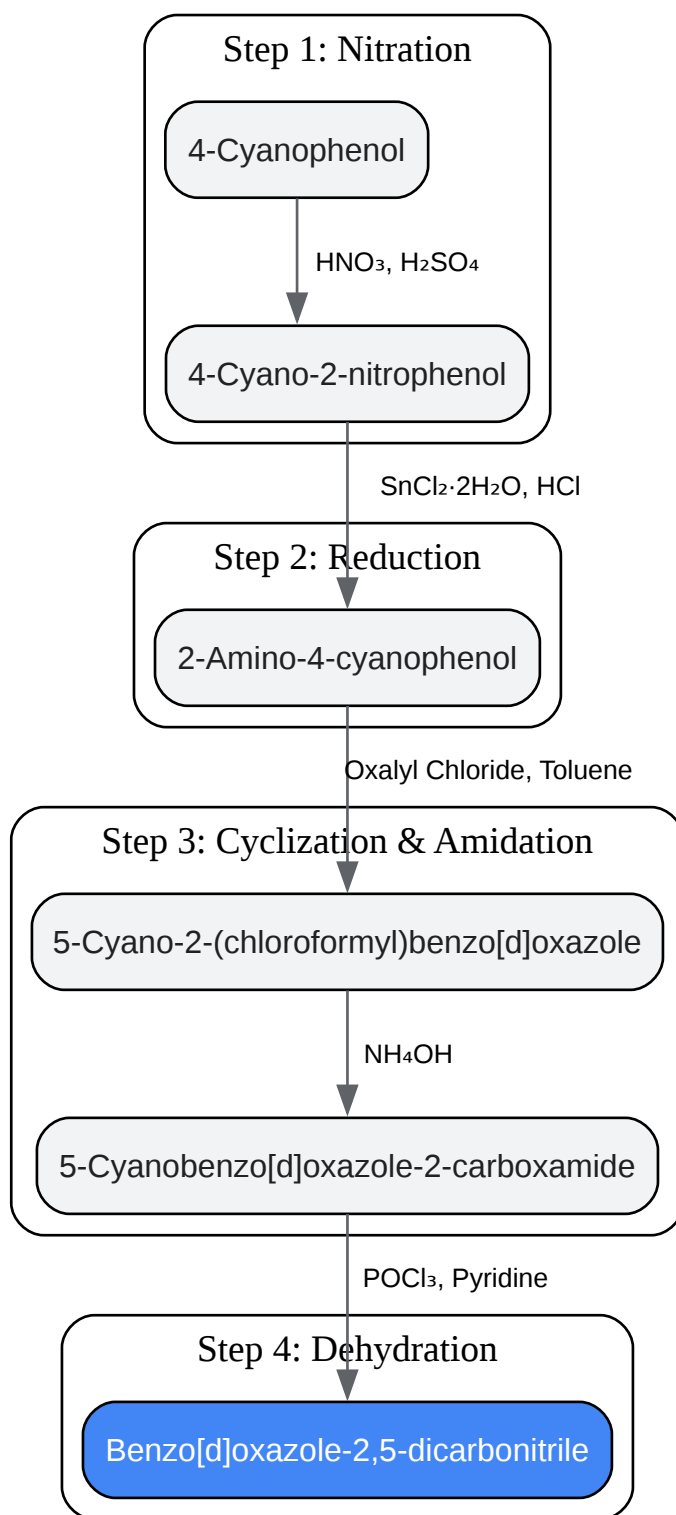 Step 1: Nitration
4-Cyanophenol
HNO₃, H₂SO₄
4-Cyano-2-nitrophenol
SnCl₂·2H₂O, HCl
Step 2: Reduction
2-Amino-4-cyanophenol
Oxalyl Chloride, Toluene
Step 3: Cyclization & Amidation
5-Cyano-2-(chloroformyl)benzo[d]oxazole
NH₄OH
5-Cyanobenzo[d]oxazole-2-carboxamide
POCl₃, Pyridine
Step 4: Dehydration
Benzo[d]oxazole-2,5-dicarbonitrile